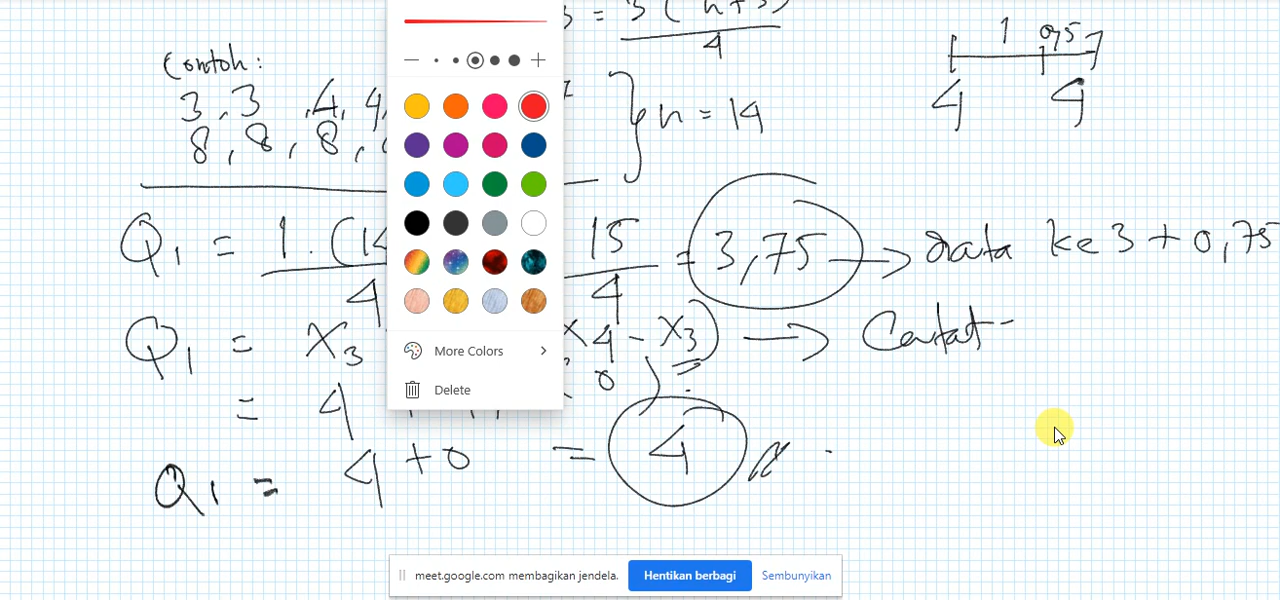 3 = 3(n+3)
4
1 0,5
4 4
Contoh:
3, 3, 4, 4,
8, 8, 8,
} n = 14
Q1 = 1. (14 15 = 3,75 → data ke 3 + 0,75
4 4
Q1 = X3 X4 - X3) → Catat
= 4 0
Q1 = 4 + 0 = 4
More Colors
Delete
meet.google.com membagikan jendela.
Hentikan berbagi
Sembunyikan